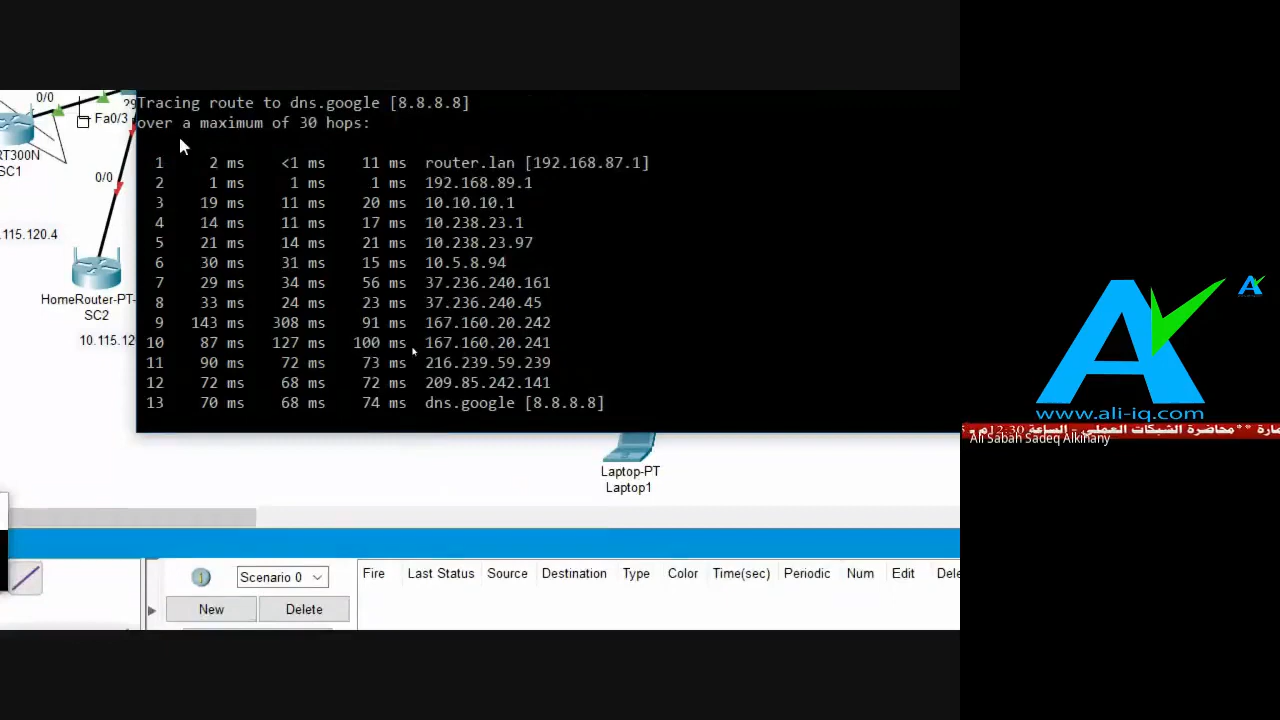 Tracing route to dns.google [8.8.8.8]
over a maximum of 30 hops:
1 2 ms <1 ms 11 ms router.lan [192.168.87.1]
2 1 ms 1 ms 1 ms 192.168.89.1
3 19 ms 11 ms 20 ms 10.10.10.1
4 14 ms 11 ms 17 ms 10.238.23.1
5 21 ms 14 ms 21 ms 10.238.23.97
6 30 ms 31 ms 15 ms 10.5.8.94
7 29 ms 34 ms 56 ms 37.236.240.161
8 33 ms 24 ms 23 ms 37.236.240.45
9 143 ms 308 ms 91 ms 167.160.20.242
10 87 ms 127 ms 100 ms 167.160.20.241
11 90 ms 72 ms 73 ms 216.239.59.239
12 72 ms 68 ms 72 ms 209.85.242.141
13 70 ms 68 ms 74 ms dns.google [8.8.8.8]
0/0
Fa0/3
RT300N
SC1
0/0
.115.120.4
HomeRouter-PT-
SC2
10.115.12
Laptop-PT
Laptop1
Scenario 0
New Delete
Fire Last Status Source Destination Type Color Time(sec) Periodic Num Edit Dele
www.ali-iq.com
**محاضرة الشبكات العملي - الساعة 12:30م -
Ali Sabah Sadeq Alkinany